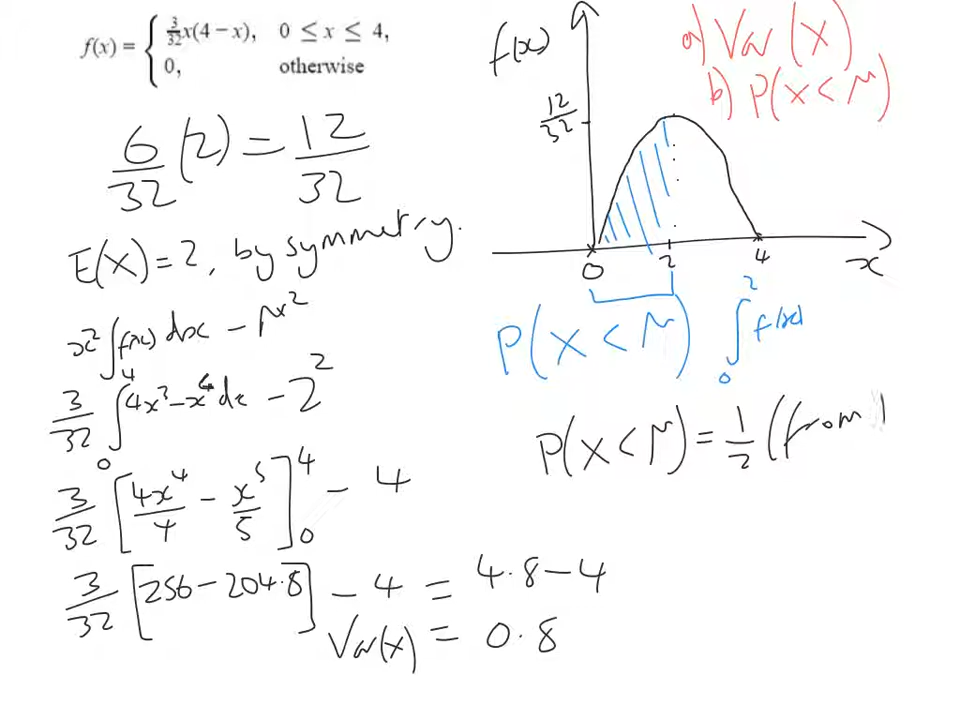 f(x) = { 3/32 x(4 − x), 0 ≤ x ≤ 4,
0, otherwise
6/32 (2) = 12/32
E(X) = 2, by symmetry.
x² ∫f(x) dx − μ²
3/32 ∫₀⁴ 4x³ − x⁴ dx − 2²
3/32 [4x⁴/4 − x⁵/5]₀⁴ − 4
3/32 [256 − 204.8] − 4 = 4.8 − 4
Var(x) = 0.8
a) Var (X)
b) P(X < μ)
f(x)
12/32
0 2 4 x
P(X < μ) ∫₀² f(x)
P(X < μ) = 1/2 (from